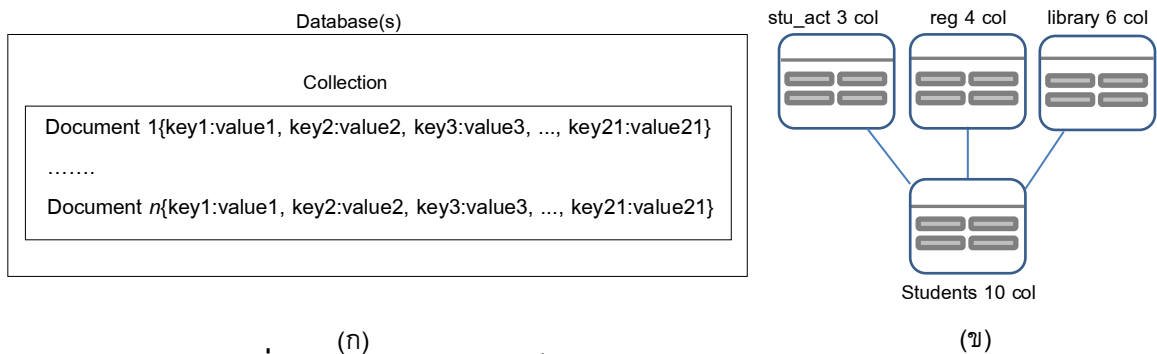 Database(s)
Collection
Document 1{key1:value1, key2:value2, key3:value3, ..., key21:value21}
…….
Document n{key1:value1, key2:value2, key3:value3, ..., key21:value21}
(ก)
stu_act 3 col
reg 4 col
library 6 col
Students 10 col
(ข)